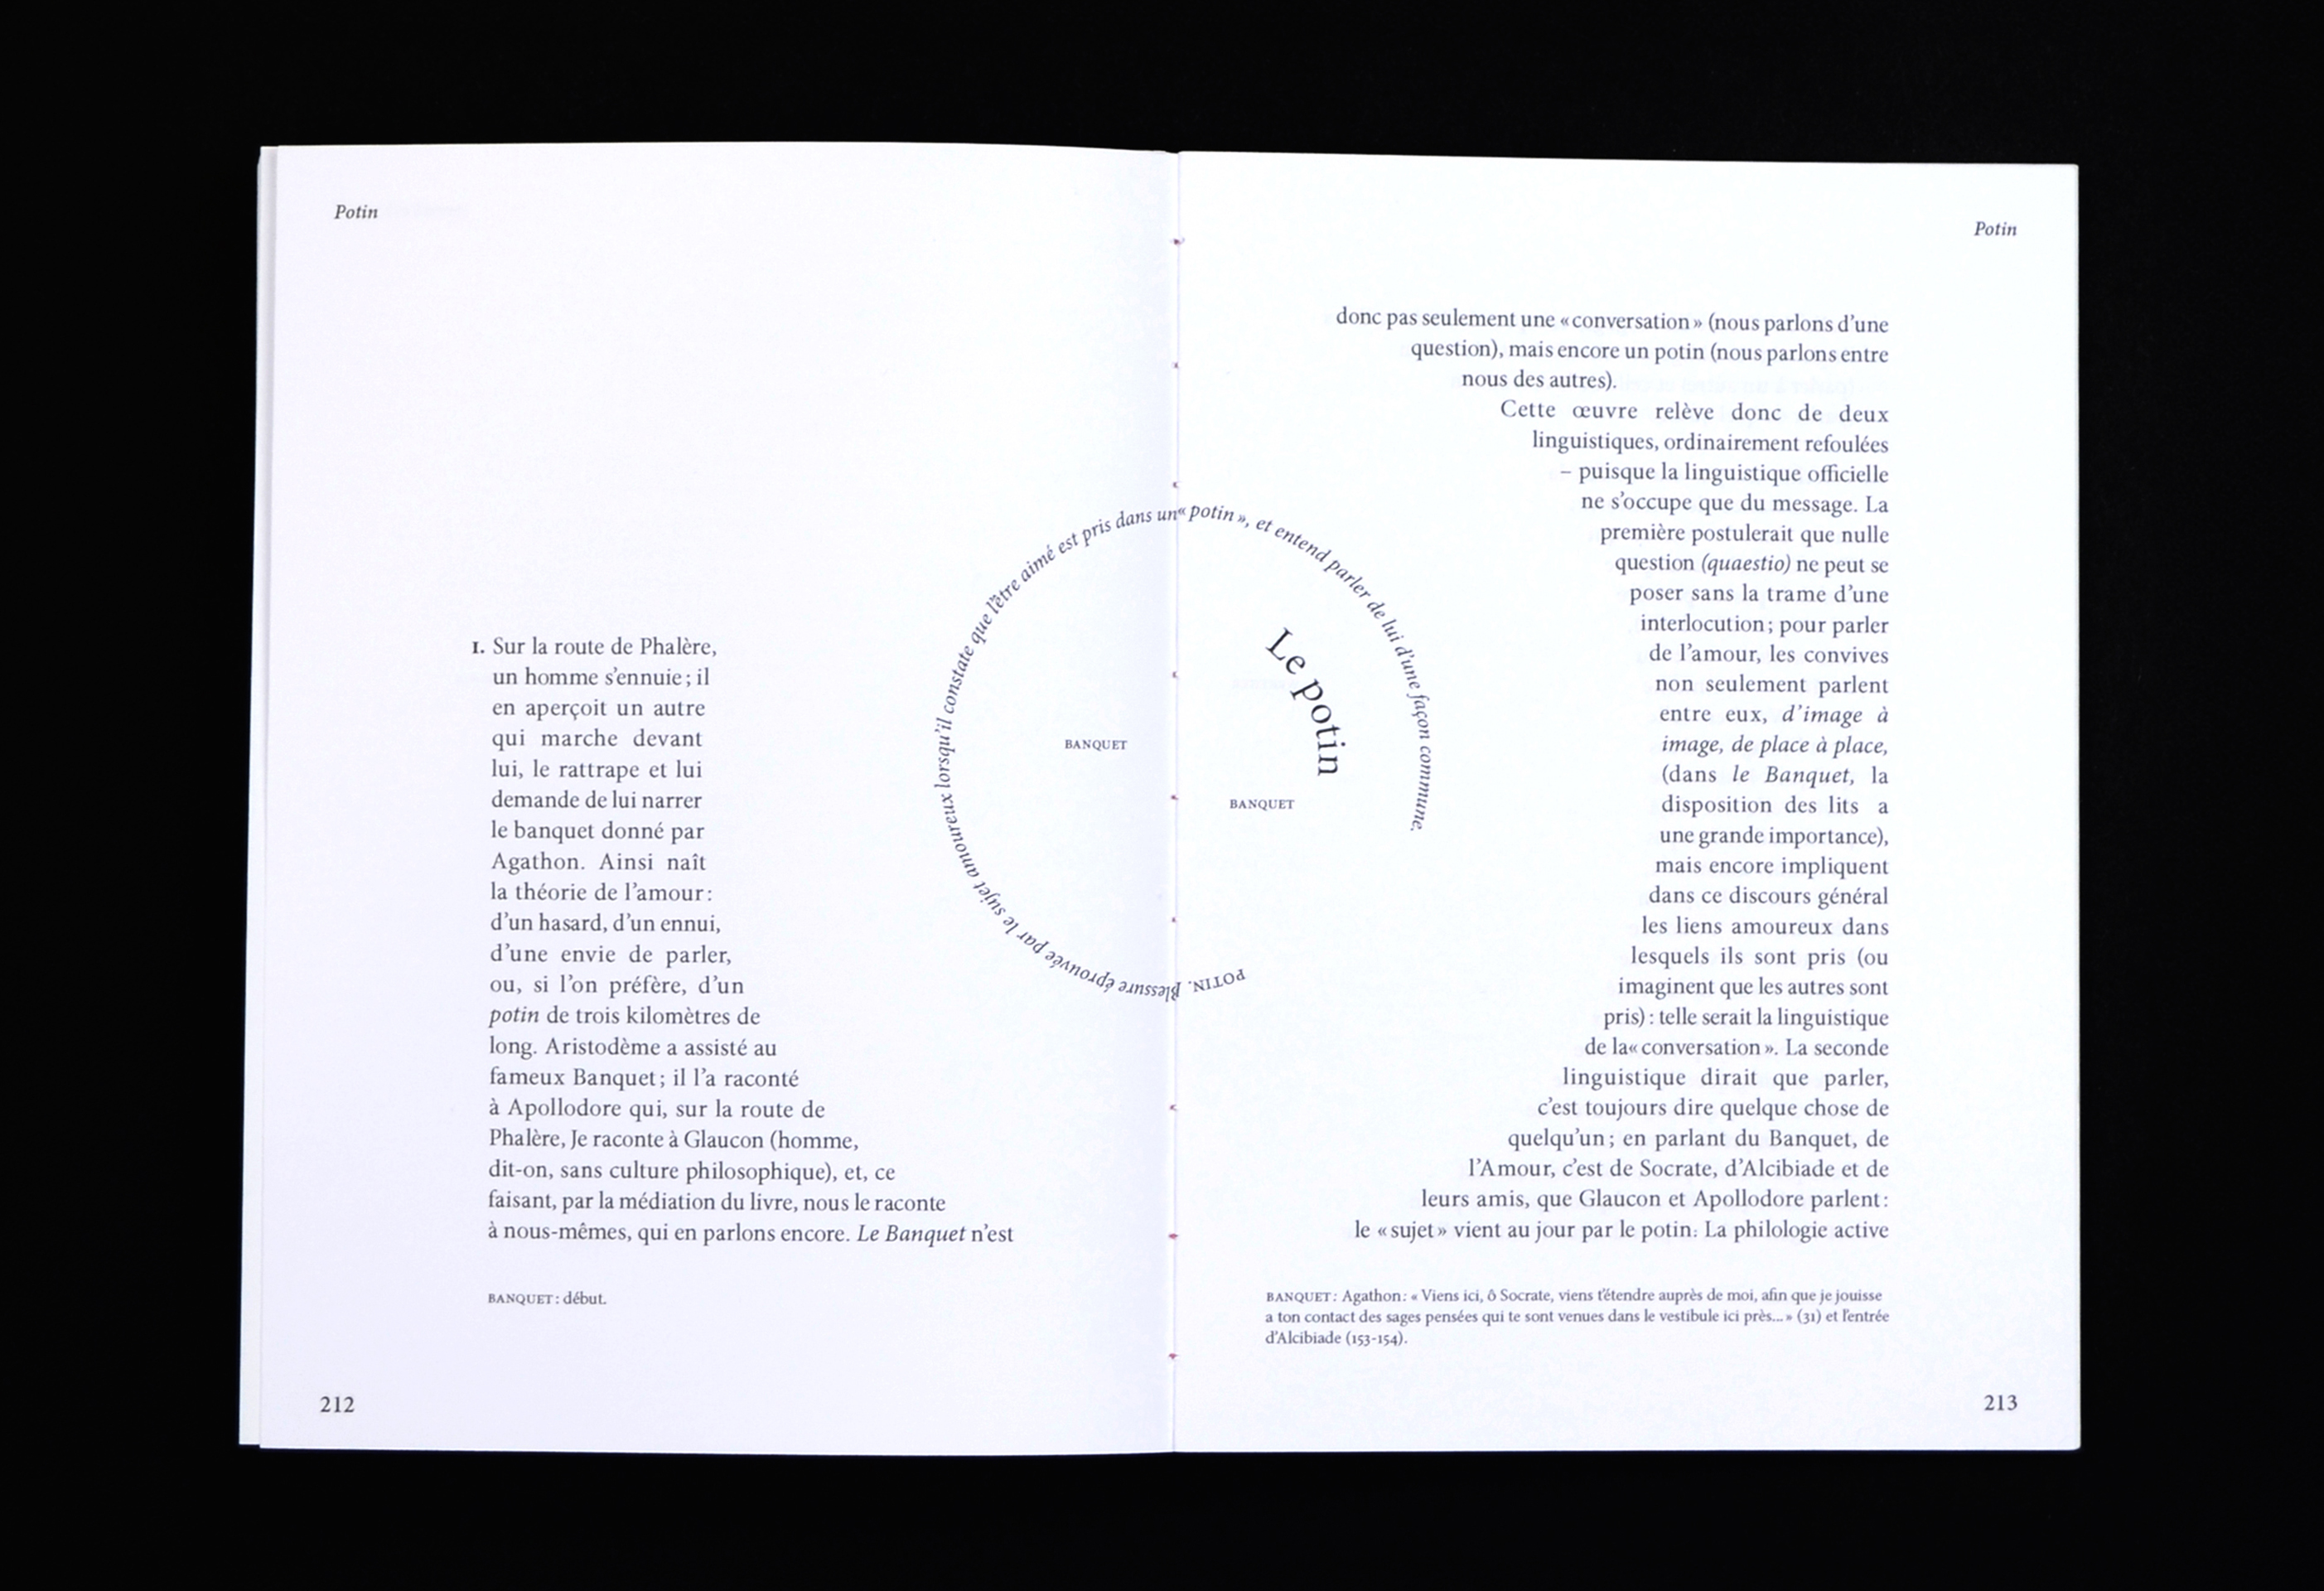 Potin
1. Sur la route de Phalère,
un homme s'ennuie ; il
en aperçoit un autre
qui marche devant
lui, le rattrape et lui
demande de lui narrer
le banquet donné par
Agathon. Ainsi naît
la théorie de l'amour :
d'un hasard, d'un ennui,
d'une envie de parler,
ou, si l'on préfère, d'un
potin de trois kilomètres de
long. Aristodème a assisté au
fameux Banquet ; il l'a raconté
à Apollodore qui, sur la route de
Phalère, Je raconte à Glaucon (homme,
dit-on, sans culture philosophique), et, ce
faisant, par la médiation du livre, nous le raconte
à nous-mêmes, qui en parlons encore. Le Banquet n'est
BANQUET
BANQUET : début.
212
POTIN. Blessure éprouvée par le sujet amoureux lorsqu'il constate que l'être aimé est pris dans un« potin », et entend parler de lui d'une façon commune.
Le potin
BANQUET
Potin
donc pas seulement une « conversation » (nous parlons d'une
question), mais encore un potin (nous parlons entre
nous des autres).
Cette œuvre relève donc de deux
linguistiques, ordinairement refoulées
– puisque la linguistique officielle
ne s'occupe que du message. La
première postulerait que nulle
question (quaestio) ne peut se
poser sans la trame d'une
interlocution ; pour parler
de l'amour, les convives
non seulement parlent
entre eux, d'image à
image, de place à place,
(dans le Banquet, la
disposition des lits a
une grande importance),
mais encore impliquent
dans ce discours général
les liens amoureux dans
lesquels ils sont pris (ou
imaginent que les autres sont
pris) : telle serait la linguistique
de la« conversation ». La seconde
linguistique dirait que parler,
c'est toujours dire quelque chose de
quelqu'un ; en parlant du Banquet, de
l'Amour, c'est de Socrate, d'Alcibiade et de
leurs amis, que Glaucon et Apollodore parlent :
le « sujet » vient au jour par le potin: La philologie active
BANQUET : Agathon : « Viens ici, ô Socrate, viens t'étendre auprès de moi, afin que je jouisse
a ton contact des sages pensées qui te sont venues dans le vestibule ici près... » (31) et l'entrée
d'Alcibiade (153-154).
213